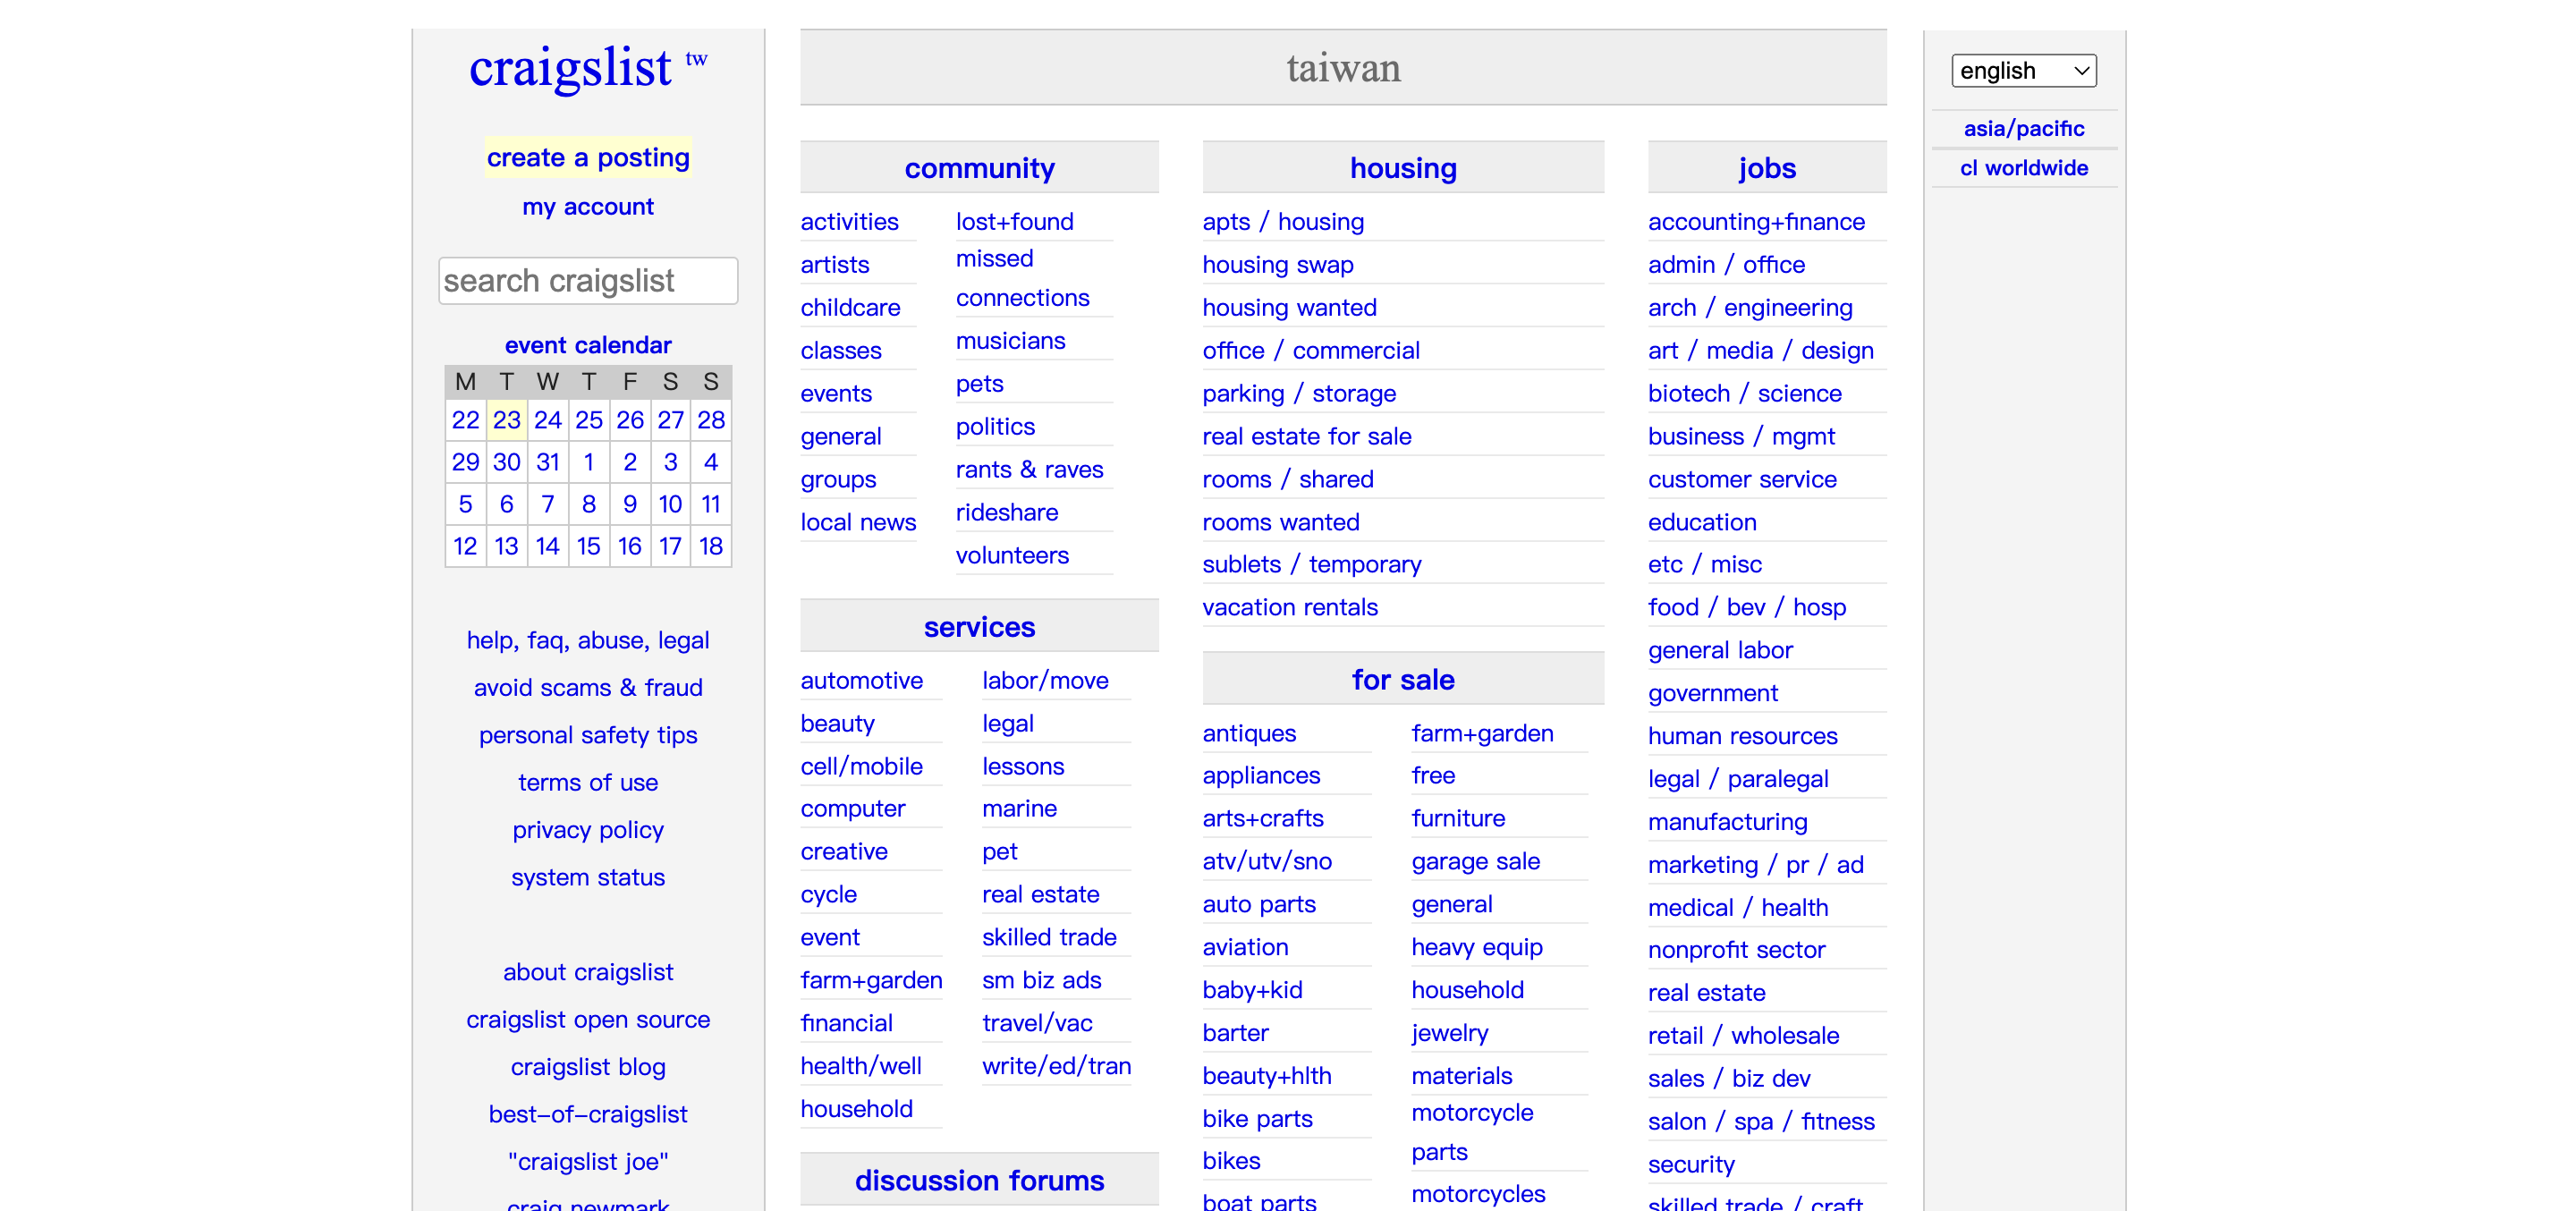 craigslist tw
create a posting
my account
search craigslist
event calendar
M T W T F S S
22 23 24 25 26 27 28
29 30 31 1 2 3 4
5 6 7 8 9 10 11
12 13 14 15 16 17 18
help, faq, abuse, legal
avoid scams & fraud
personal safety tips
terms of use
privacy policy
system status
about craigslist
craigslist open source
craigslist blog
best-of-craigslist
"craigslist joe"
craig newmark
taiwan
community
activities
artists
childcare
classes
events
general
groups
local news
lost+found
missed
connections
musicians
pets
politics
rants & raves
rideshare
volunteers
services
automotive
beauty
cell/mobile
computer
creative
cycle
event
farm+garden
financial
health/well
household
labor/move
legal
lessons
marine
pet
real estate
skilled trade
sm biz ads
travel/vac
write/ed/tran
discussion forums
housing
apts / housing
housing swap
housing wanted
office / commercial
parking / storage
real estate for sale
rooms / shared
rooms wanted
sublets / temporary
vacation rentals
for sale
antiques
appliances
arts+crafts
atv/utv/sno
auto parts
aviation
baby+kid
barter
beauty+hlth
bike parts
bikes
boat parts
farm+garden
free
furniture
garage sale
general
heavy equip
household
jewelry
materials
motorcycle
parts
motorcycles
jobs
accounting+finance
admin / office
arch / engineering
art / media / design
biotech / science
business / mgmt
customer service
education
etc / misc
food / bev / hosp
general labor
government
human resources
legal / paralegal
manufacturing
marketing / pr / ad
medical / health
nonprofit sector
real estate
retail / wholesale
sales / biz dev
salon / spa / fitness
security
skilled trade / craft
english
asia/pacific
cl worldwide